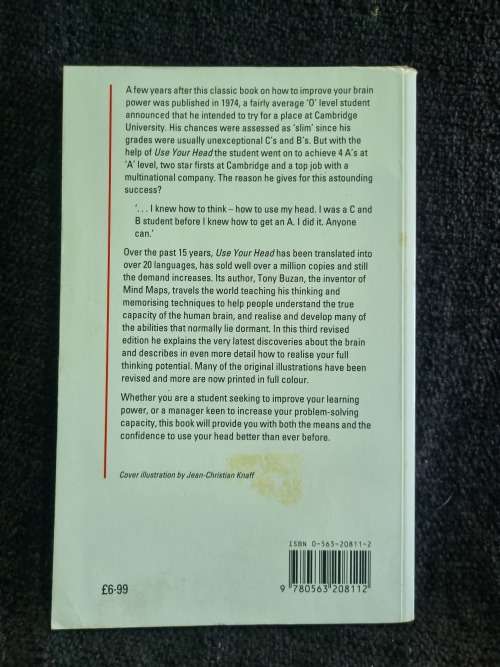 A few years after this classic book on how to improve your brain
power was published in 1974, a fairly average 'O' level student
announced that he intended to try for a place at Cambridge
University. His chances were assessed as 'slim' since his
grades were usually unexceptional C's and B's. But with the
help of Use Your Head the student went on to achieve 4 A's at
'A' level, two star firsts at Cambridge and a top job with a
multinational company. The reason he gives for this astounding
success?
'. . . I knew how to think – how to use my head. I was a C and
B student before I knew how to get an A. I did it. Anyone
can.'
Over the past 15 years, Use Your Head has been translated into
over 20 languages, has sold well over a million copies and still
the demand increases. Its author, Tony Buzan, the inventor of
Mind Maps, travels the world teaching his thinking and
memorising techniques to help people understand the true
capacity of the human brain, and realise and develop many of
the abilities that normally lie dormant. In this third revised
edition he explains the very latest discoveries about the brain
and describes in even more detail how to realise your full
thinking potential. Many of the original illustrations have been
revised and more are now printed in full colour.
Whether you are a student seeking to improve your learning
power, or a manager keen to increase your problem-solving
capacity, this book will provide you with both the means and the
confidence to use your head better than ever before.
Cover illustration by Jean-Christian Knaff
ISBN 0-563-20811-2
£6·99
9 780563 208112